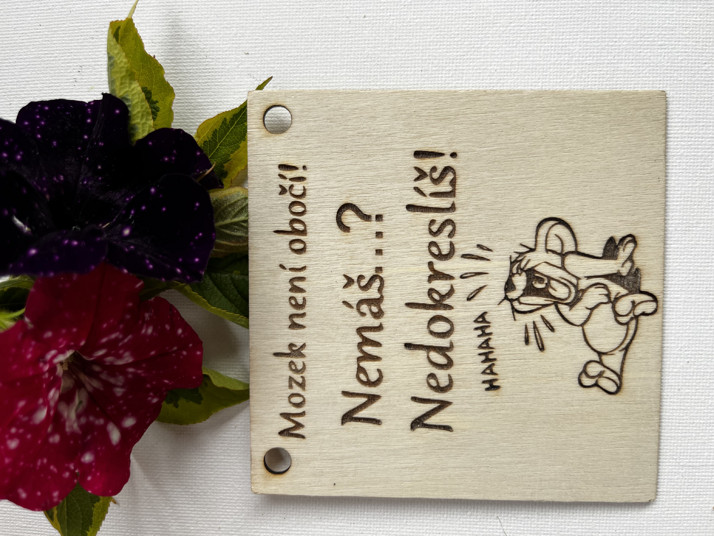 Mozek není obočí!
Nemáš...?
Nedokreslíš!
HAHAHA